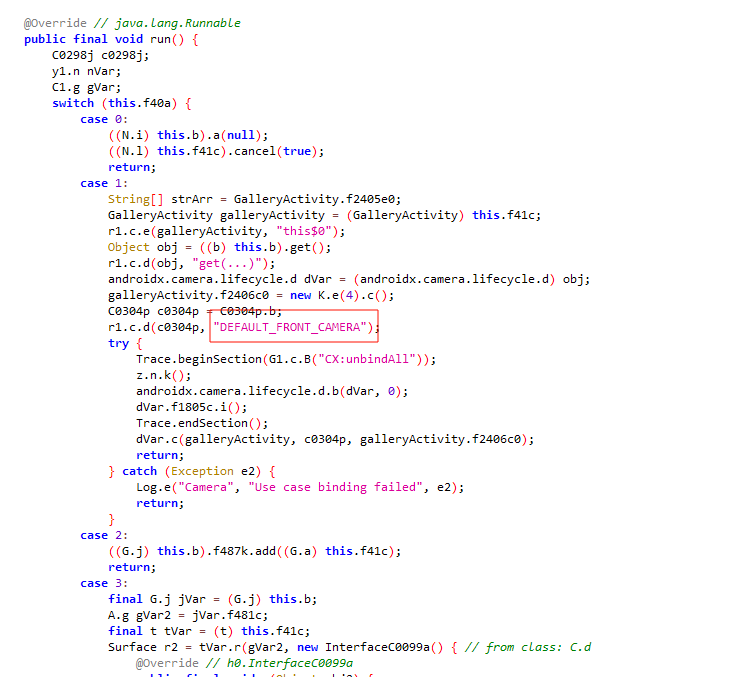 @Override // java.lang.Runnable
public final void run() {
    C0298j c0298j;
    y1.n nVar;
    C1.g gVar;
    switch (this.f40a) {
        case 0:
            ((N.i) this.b).a(null);
            ((N.l) this.f41c).cancel(true);
            return;
        case 1:
            String[] strArr = GalleryActivity.f2405e0;
            GalleryActivity galleryActivity = (GalleryActivity) this.f41c;
            r1.c.e(galleryActivity, "this$0");
            Object obj = ((b) this.b).get();
            r1.c.d(obj, "get(...)");
            androidx.camera.lifecycle.d dVar = (androidx.camera.lifecycle.d) obj;
            galleryActivity.f2406c0 = new K.e(4).c();
            C0304p c0304p = C0304p.b;
            r1.c.d(c0304p, "DEFAULT_FRONT_CAMERA");
            try {
                Trace.beginSection(G1.c.B("CX:unbindAll"));
                z.n.k();
                androidx.camera.lifecycle.d.b(dVar, 0);
                dVar.f1805c.i();
                Trace.endSection();
                dVar.c(galleryActivity, c0304p, galleryActivity.f2406c0);
                return;
            } catch (Exception e2) {
                Log.e("Camera", "Use case binding failed", e2);
                return;
            }
        case 2:
            ((G.j) this.b).f487k.add((G.a) this.f41c);
            return;
        case 3:
            final G.j jVar = (G.j) this.b;
            A.g gVar2 = jVar.f481c;
            final t tVar = (t) this.f41c;
            Surface r2 = tVar.r(gVar2, new InterfaceC0099a() { // from class: C.d
                @Override // h0.InterfaceC0099a